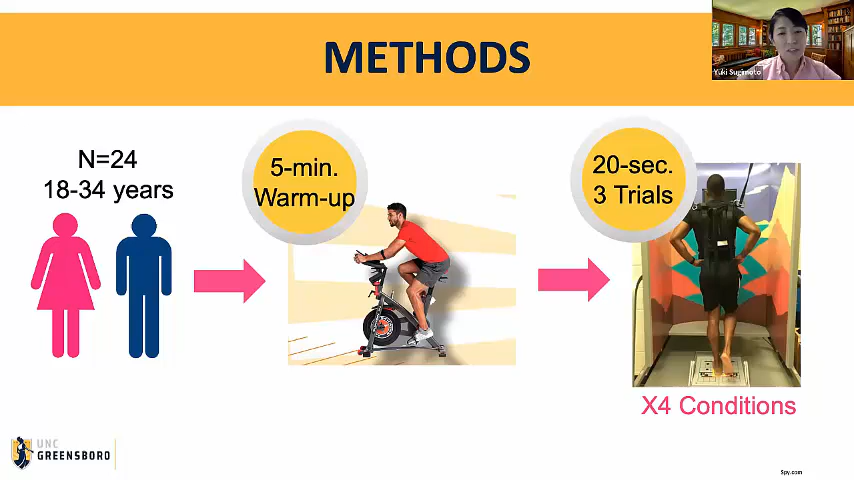 METHODS
Yuki Sugimoto
N=24
18-34 years
5-min.
Warm-up
20-sec.
3 Trials
X4 Conditions
UNC
GREENSBORO
Spy.com